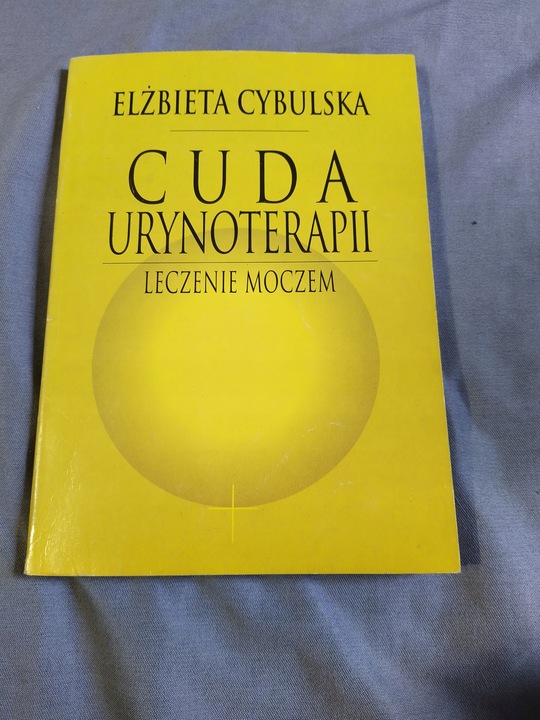 ELŻBIETA CYBULSKA
CUDA
URYNOTERAPII
LECZENIE MOCZEM